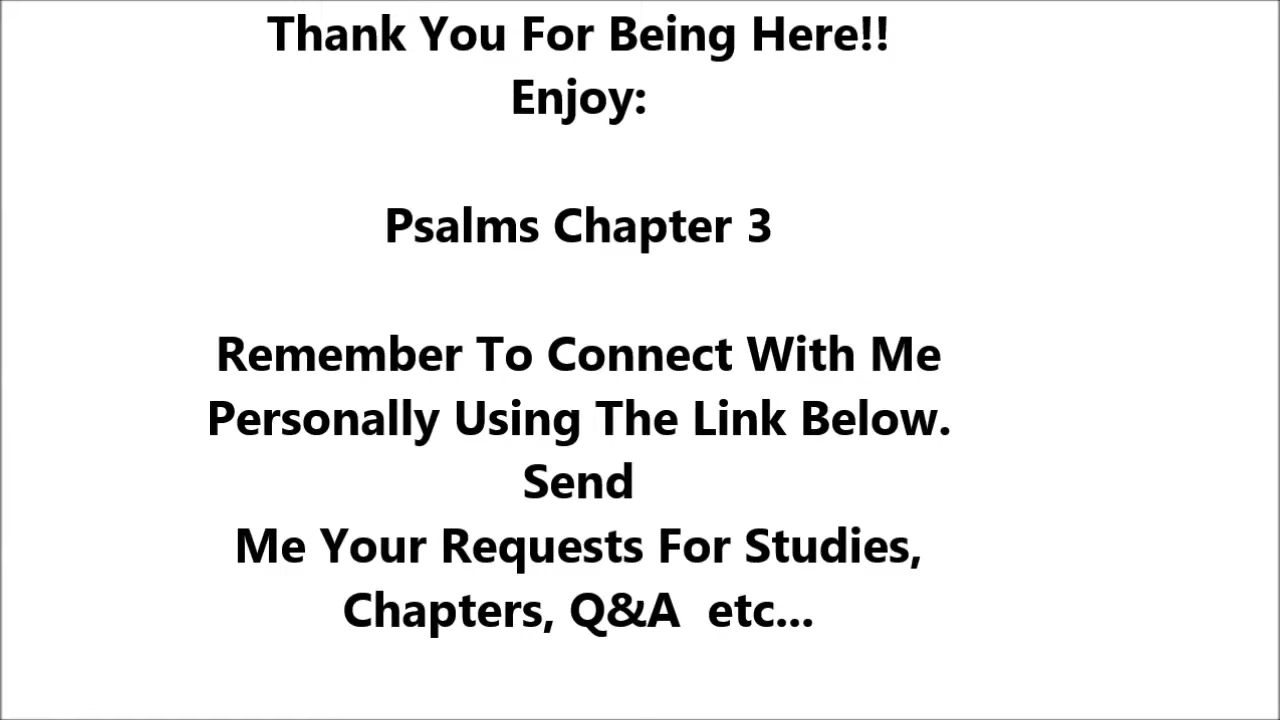 Thank You For Being Here!!
Enjoy:
Psalms Chapter 3
Remember To Connect With Me
Personally Using The Link Below.
Send
Me Your Requests For Studies,
Chapters, Q&A  etc...